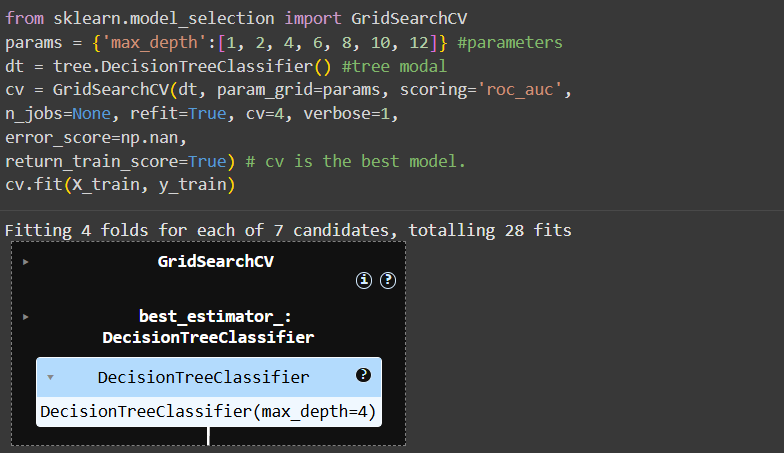 from sklearn.model_selection import GridSearchCV
params = {'max_depth':[1, 2, 4, 6, 8, 10, 12]} #parameters
dt = tree.DecisionTreeClassifier() #tree modal
cv = GridSearchCV(dt, param_grid=params, scoring='roc_auc',
n_jobs=None, refit=True, cv=4, verbose=1,
error_score=np.nan,
return_train_score=True) # cv is the best model.
cv.fit(X_train, y_train)
Fitting 4 folds for each of 7 candidates, totalling 28 fits
GridSearchCV
i ?
best_estimator_:
DecisionTreeClassifier
DecisionTreeClassifier ?
DecisionTreeClassifier(max_depth=4)